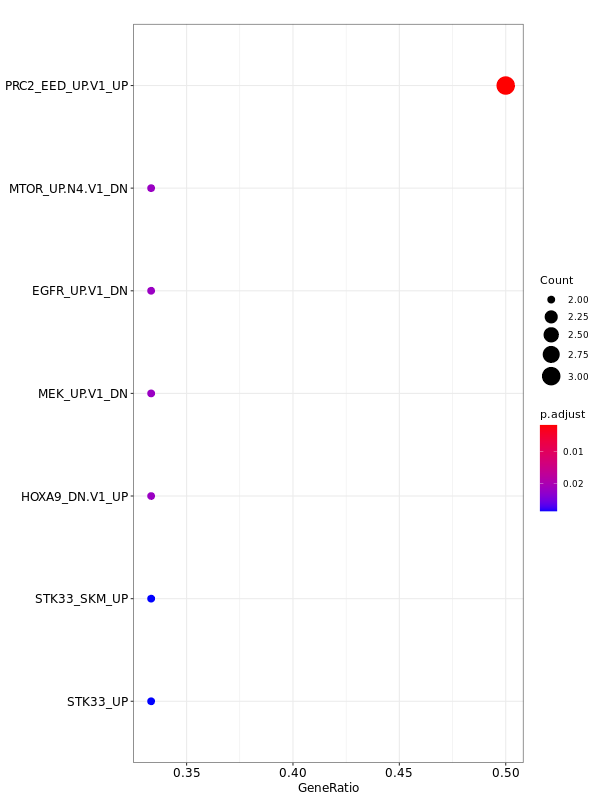 PRC2_EED_UP.V1_UP
MTOR_UP.N4.V1_DN
EGFR_UP.V1_DN
MEK_UP.V1_DN
HOXA9_DN.V1_UP
STK33_SKM_UP
STK33_UP
0.35
0.40
0.45
0.50
GeneRatio
Count
2.00
2.25
2.50
2.75
3.00
p.adjust
0.01
0.02